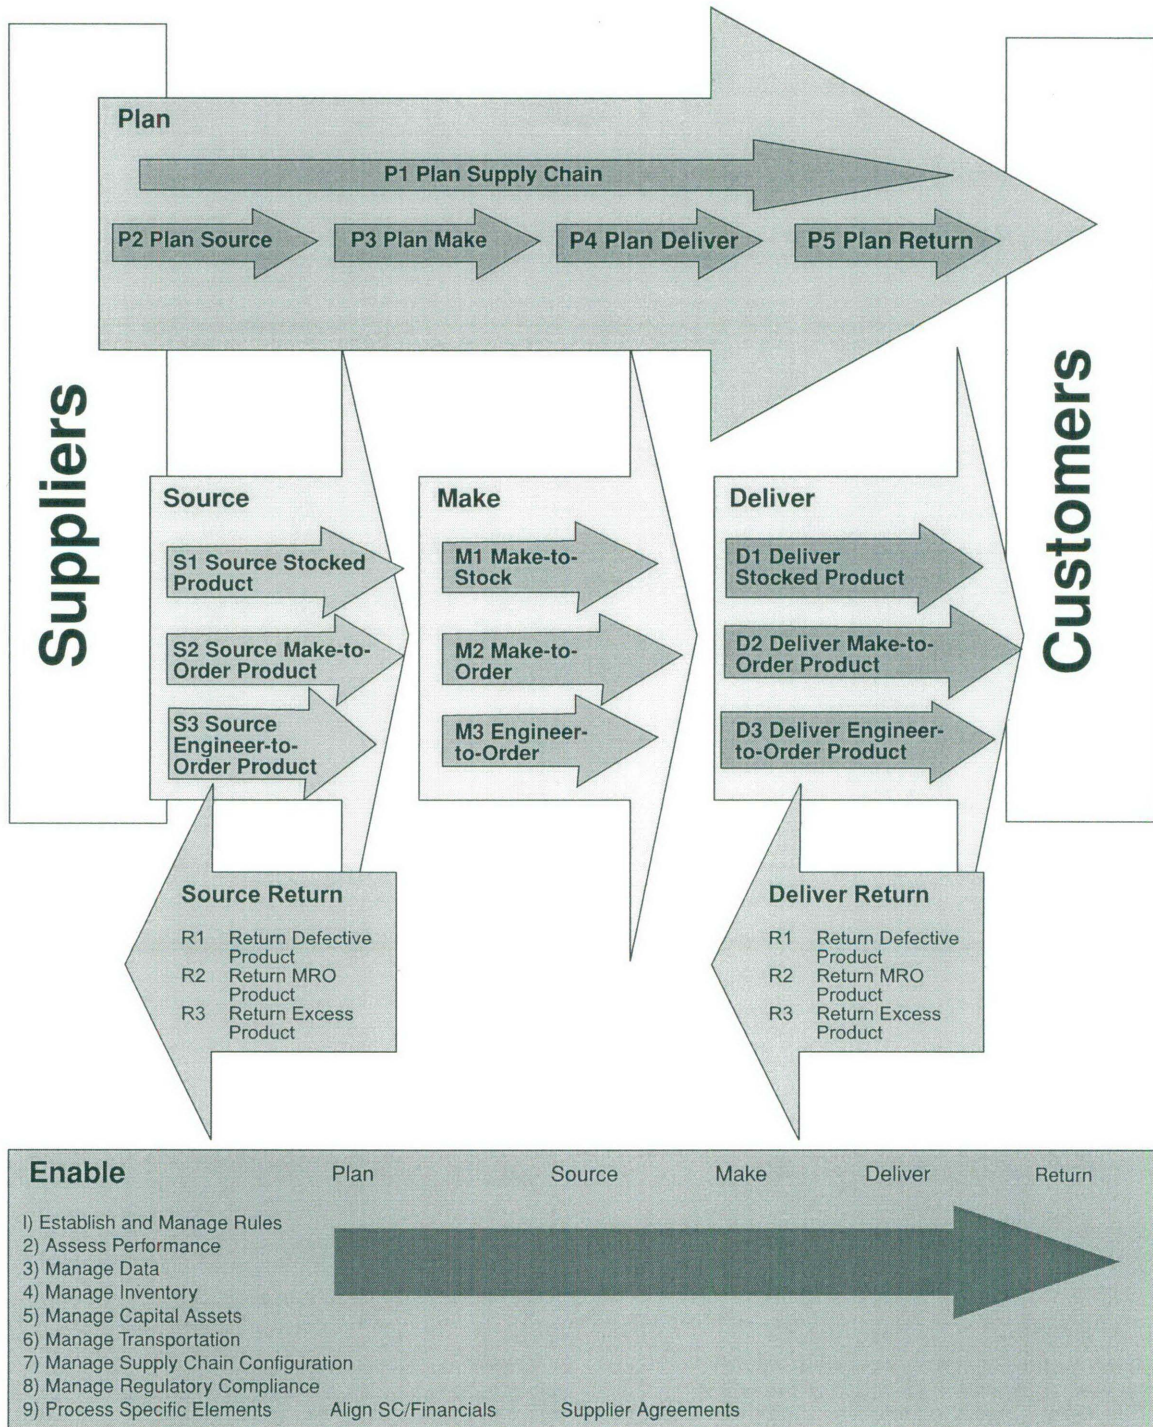 Plan
P1 Plan Supply Chain
P2 Plan Source
P3 Plan Make
P4 Plan Deliver
P5 Plan Return
Suppliers
Customers
Source
S1 Source Stocked
Product
S2 Source Make-to-
Order Product
S3 Source
Engineer-to-
Order Product
Make
M1 Make-to-
Stock
M2 Make-to-
Order
M3 Engineer-
to-Order
Deliver
D1 Deliver
Stocked Product
D2 Deliver Make-to-
Order Product
D3 Deliver Engineer-
to-Order Product
Source Return
R1 Return Defective
Product
R2 Return MRO
Product
R3 Return Excess
Product
Deliver Return
R1 Return Defective
Product
R2 Return MRO
Product
R3 Return Excess
Product
Enable Plan Source Make Deliver Return
l) Establish and Manage Rules
2) Assess Performance
3) Manage Data
4) Manage Inventory
5) Manage Capital Assets
6) Manage Transportation
7) Manage Supply Chain Configuration
8) Manage Regulatory Compliance
9) Process Specific Elements Align SC/Financials Supplier Agreements